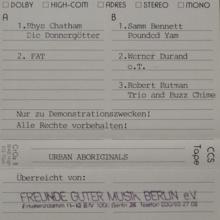 DOLBY HIGH-COM ADRES STEREO MONO
A
1.Rhys Chatham
Die Donnergötter
2. FAT
B
1.Samm Bennett
Pounded Yam
2. Werner Durand
o.T.
3.Robert Rutman
Trio and Buzz Chime
Nur zu Demonstrationszwecken!
Alle Rechte vorbehalten!
URBAN ABORIGINALS
CCS
Tape
Überreicht von:
FREUNDE GUTER MUSIK BERLIN e.V